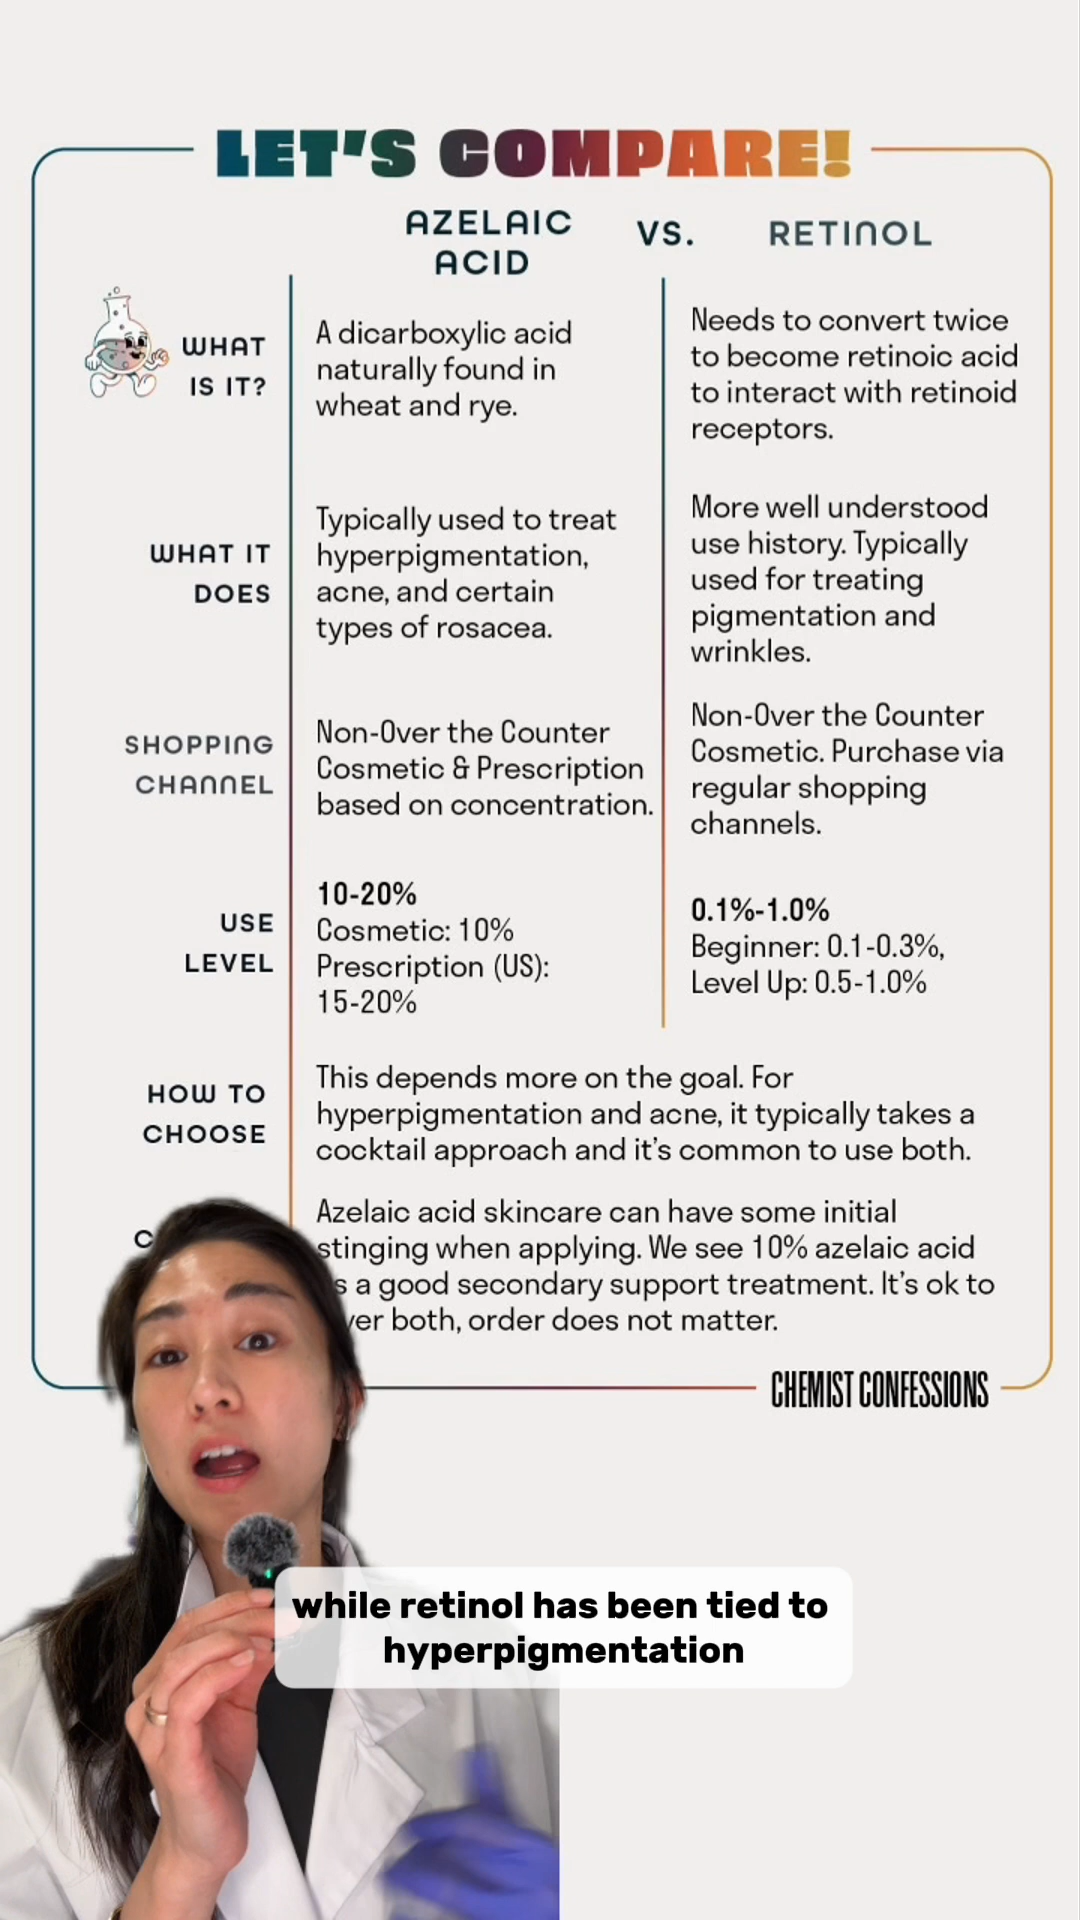 LET'S COMPARE!
AZELAIC
ACID
VS.
RETINOL
WHAT
IS IT?
A dicarboxylic acid
naturally found in
wheat and rye.
Needs to convert twice
to become retinoic acid
to interact with retinoid
receptors.
WHAT IT
DOES
Typically used to treat
hyperpigmentation,
acne, and certain
types of rosacea.
More well understood
use history. Typically
used for treating
pigmentation and
wrinkles.
SHOPPING
CHANNEL
Non-Over the Counter
Cosmetic & Prescription
based on concentration.
Non-Over the Counter
Cosmetic. Purchase via
regular shopping
channels.
USE
LEVEL
10-20%
Cosmetic: 10%
Prescription (US):
15-20%
0.1%-1.0%
Beginner: 0.1-0.3%,
Level Up: 0.5-1.0%
HOW TO
CHOOSE
This depends more on the goal. For
hyperpigmentation and acne, it typically takes a
cocktail approach and it's common to use both.
Azelaic acid skincare can have some initial
stinging when applying. We see 10% azelaic acid
a good secondary support treatment. It's ok to
both, order does not matter.
CHEMIST CONFESSIONS
while retinol has been tied to
hyperpigmentation